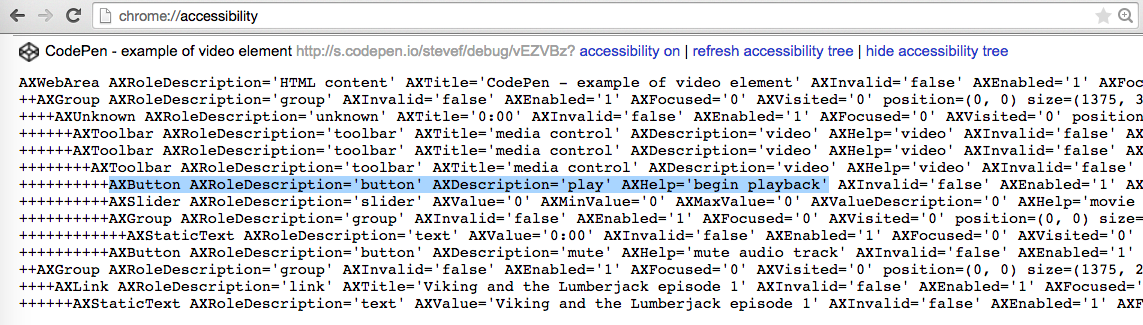 chrome://accessibility
CodePen - example of video element http://s.codepen.io/stevef/debug/vEZVBz? accessibility on | refresh accessibility tree | hide accessibility tree
AXWebArea AXRoleDescription='HTML content' AXTitle='CodePen - example of video element' AXInvalid='false' AXEnabled='1' AXFoc
++AXGroup AXRoleDescription='group' AXInvalid='false' AXEnabled='1' AXFocused='0' AXVisited='0' position=(0, 0) size=(1375, 3
++++AXUnknown AXRoleDescription='unknown' AXTitle='0:00' AXInvalid='false' AXEnabled='1' AXFocused='0' AXVisited='0' position
++++++AXToolbar AXRoleDescription='toolbar' AXTitle='media control' AXDescription='video' AXHelp='video' AXInvalid='false' A
++++++AXToolbar AXRoleDescription='toolbar' AXTitle='media control' AXDescription='video' AXHelp='video' AXInvalid='false' A
++++++++AXToolbar AXRoleDescription='toolbar' AXTitle='media control' AXDescription='video' AXHelp='video' AXInvalid='false'
++++++++++AXButton AXRoleDescription='button' AXDescription='play' AXHelp='begin playback' AXInvalid='false' AXEnabled='1' A
++++++++++AXSlider AXRoleDescription='slider' AXValue='0' AXMinValue='0' AXMaxValue='0' AXValueDescription='0' AXHelp='movie
++++++++++AXGroup AXRoleDescription='group' AXInvalid='false' AXEnabled='1' AXFocused='0' AXVisited='0' position=(0, 0) size=
++++++++++++AXStaticText AXRoleDescription='text' AXValue='0:00' AXInvalid='false' AXEnabled='1' AXFocused='0' AXVisited='0'
++++++++++AXButton AXRoleDescription='button' AXDescription='mute' AXHelp='mute audio track' AXInvalid='false' AXEnabled='1'
++AXGroup AXRoleDescription='group' AXInvalid='false' AXEnabled='1' AXFocused='0' AXVisited='0' position=(0, 0) size=(1375, 2
++++AXLink AXRoleDescription='link' AXTitle='Viking and the Lumberjack episode 1' AXInvalid='false' AXEnabled='1' AXFocused='
++++++AXStaticText AXRoleDescription='text' AXValue='Viking and the Lumberjack episode 1' AXInvalid='false' AXEnabled='1' AXF